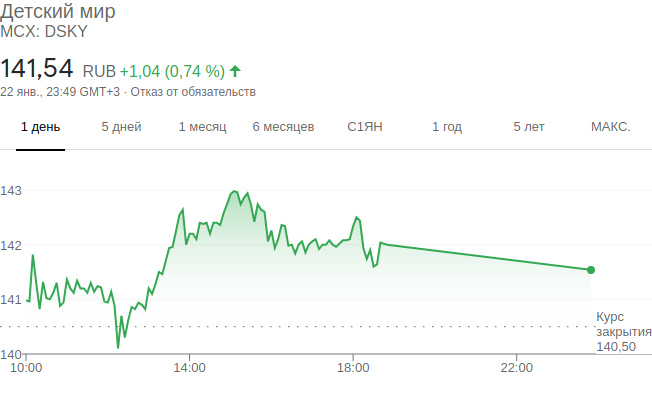 Детский мир
MCX: DSKY
141,54 RUB +1,04 (0,74 %) ↑
22 янв., 23:49 GMT+3 · Отказ от обязательств
1 день 5 дней 1 месяц 6 месяцев С1ЯН 1 год 5 лет МАКС.
143
142
141
Курс
закрытия
140,50
140
10:00 14:00 18:00 22:00